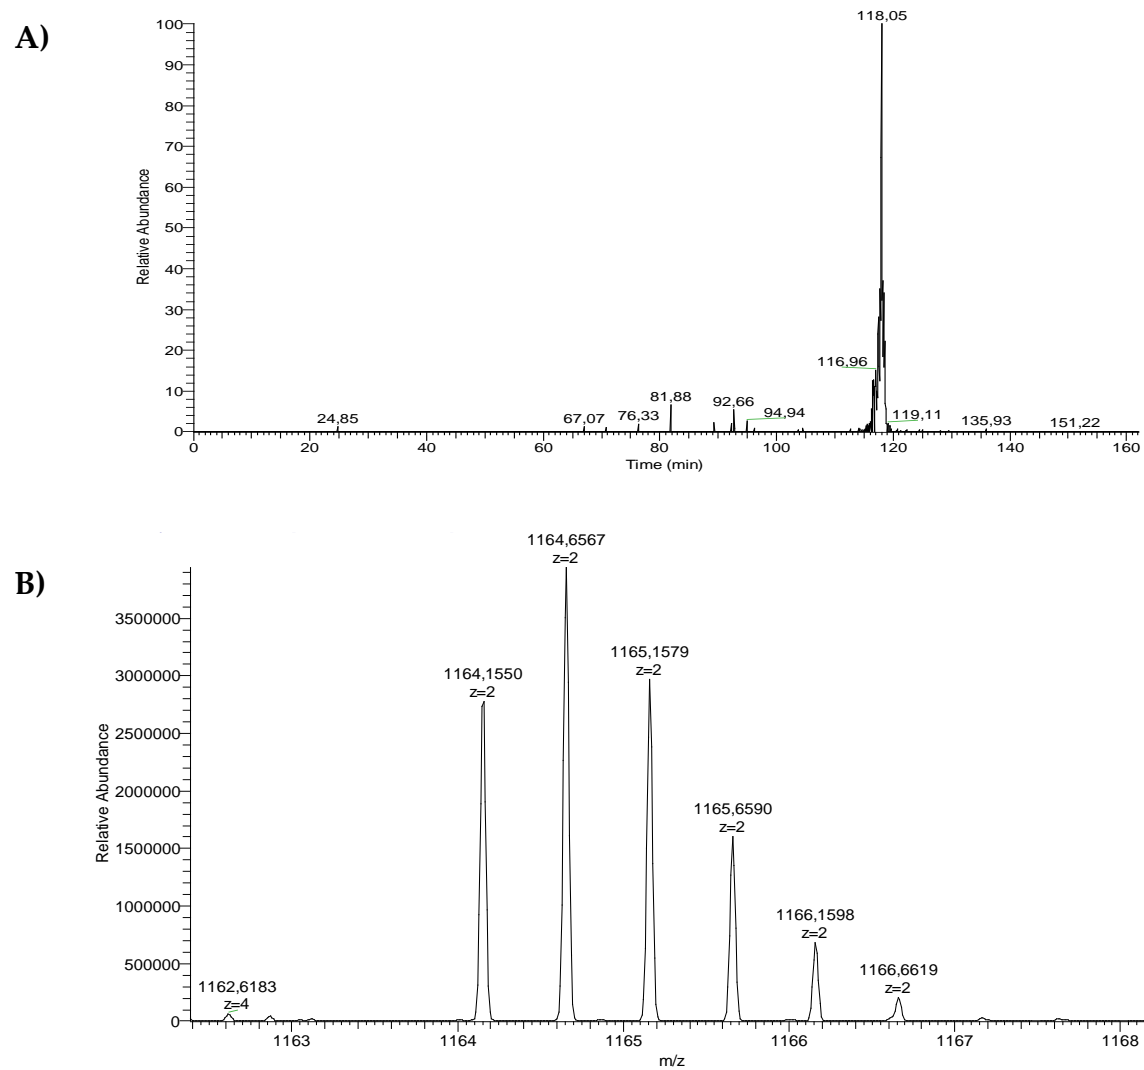 A)
118,05
100
90
80
70
60
50
40
30
20
10
0
Relative Abundance
116,96
81,88
92,66
94,94
119,11
24,85
67,07
76,33
135,93
151,22
0 20 40 60 80 100 120 140 160
Time (min)
B)
1164,6567
z=2
1164,1550
z=2
1165,1579
z=2
1165,6590
z=2
1166,1598
z=2
1166,6619
z=2
1162,6183
z=4
3500000
3000000
2500000
2000000
1500000
1000000
500000
0
Relative Abundance
1163 1164 1165 1166 1167 1168
m/z